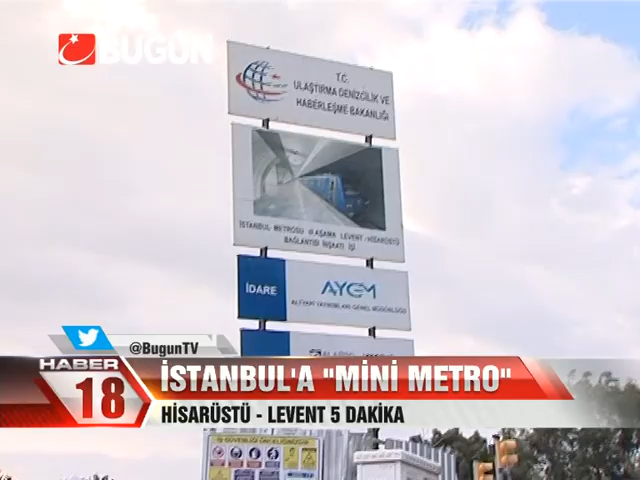 BUGÜN
T.C.
ULAŞTIRMA DENİZCİLİK VE
HABERLEŞME BAKANLIĞI
İSTANBUL METROSU AŞAMA LEVENT -HİSARÜSTÜ
BAĞLANTISI İNŞAATI İŞİ
İDARE
AYGM
ALTYAPI YATIRIMLARI GENEL MÜDÜRLÜĞÜ
@BugunTV
HABER
18
İSTANBUL'A "MİNİ METRO"
HİSARÜSTÜ - LEVENT 5 DAKİKA